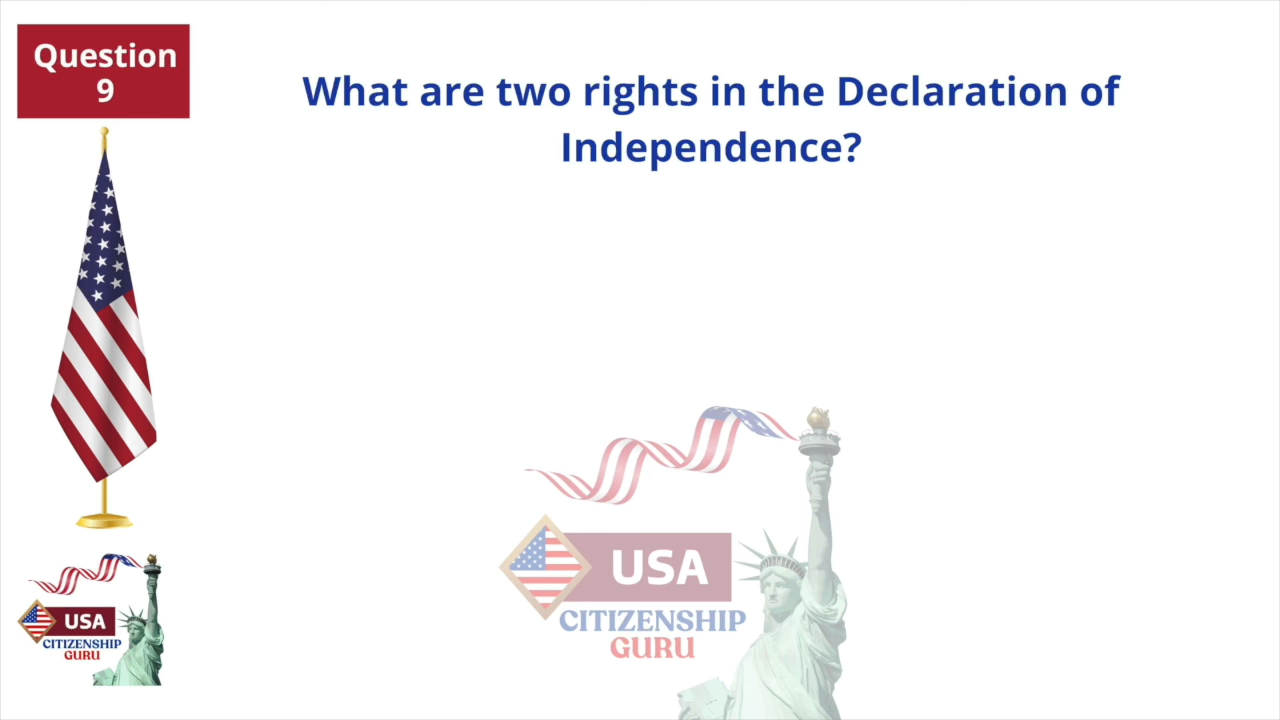 Question
9
What are two rights in the Declaration of
Independence?
USA
CITIZENSHIP
GURU
USA
CITIZENSHIP
GURU